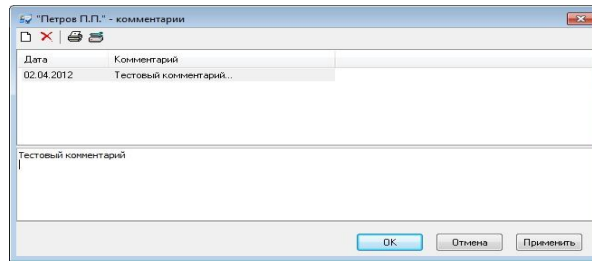 "Петров П.П." - комментарии
Дата Комментарий
02.04.2012 Тестовый комментарий...
Тестовый комментарий
OK Отмена Применить